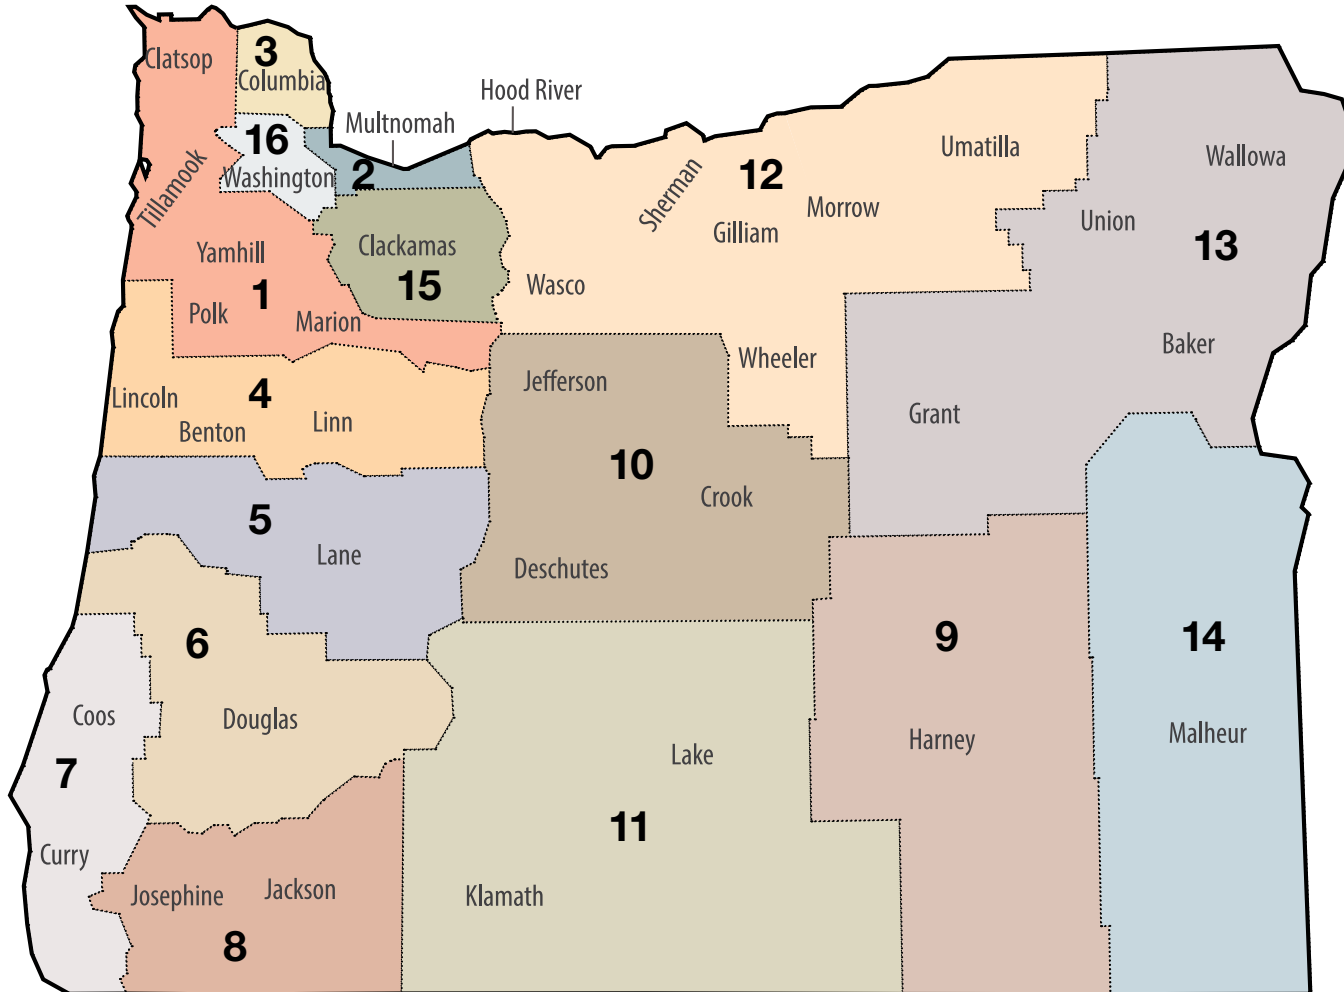 Clatsop
3
Columbia
Hood River
Multnomah
16
Washington
2
Tillamook
Sherman
12
Umatilla
Wallowa
Morrow
Gilliam
Union
13
Yamhill
Clackamas
15
Wasco
1
Polk
Marion
Wheeler
Baker
Jefferson
Lincoln
4
Linn
Benton
Grant
10
Crook
5
Lane
Deschutes
6
9
14
Coos
Douglas
Lake
Harney
Malheur
7
11
Curry
Josephine
Jackson
Klamath
8